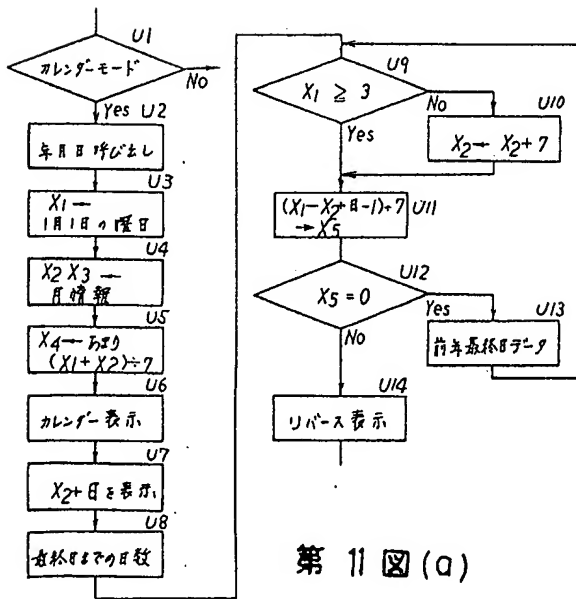 U1
カレンダーモード
No
Yes U2
年月日呼び出し
U3
X1←
1月1日の曜日
U4
X2 X3 ←
月情報
U5
X4←あまり
(X1+X2)÷7
U6
カレンダー表示
U7
X2+日を表示
U8
最終日までの日数
U9
X1 ≧ 3
No
U10
X2← X2+7
Yes
(X1-X2+日-1)÷7 U11
→X5
U12
X5=0
Yes
U13
前年最終日データ
No
U14
リバース表示
第11図(a)